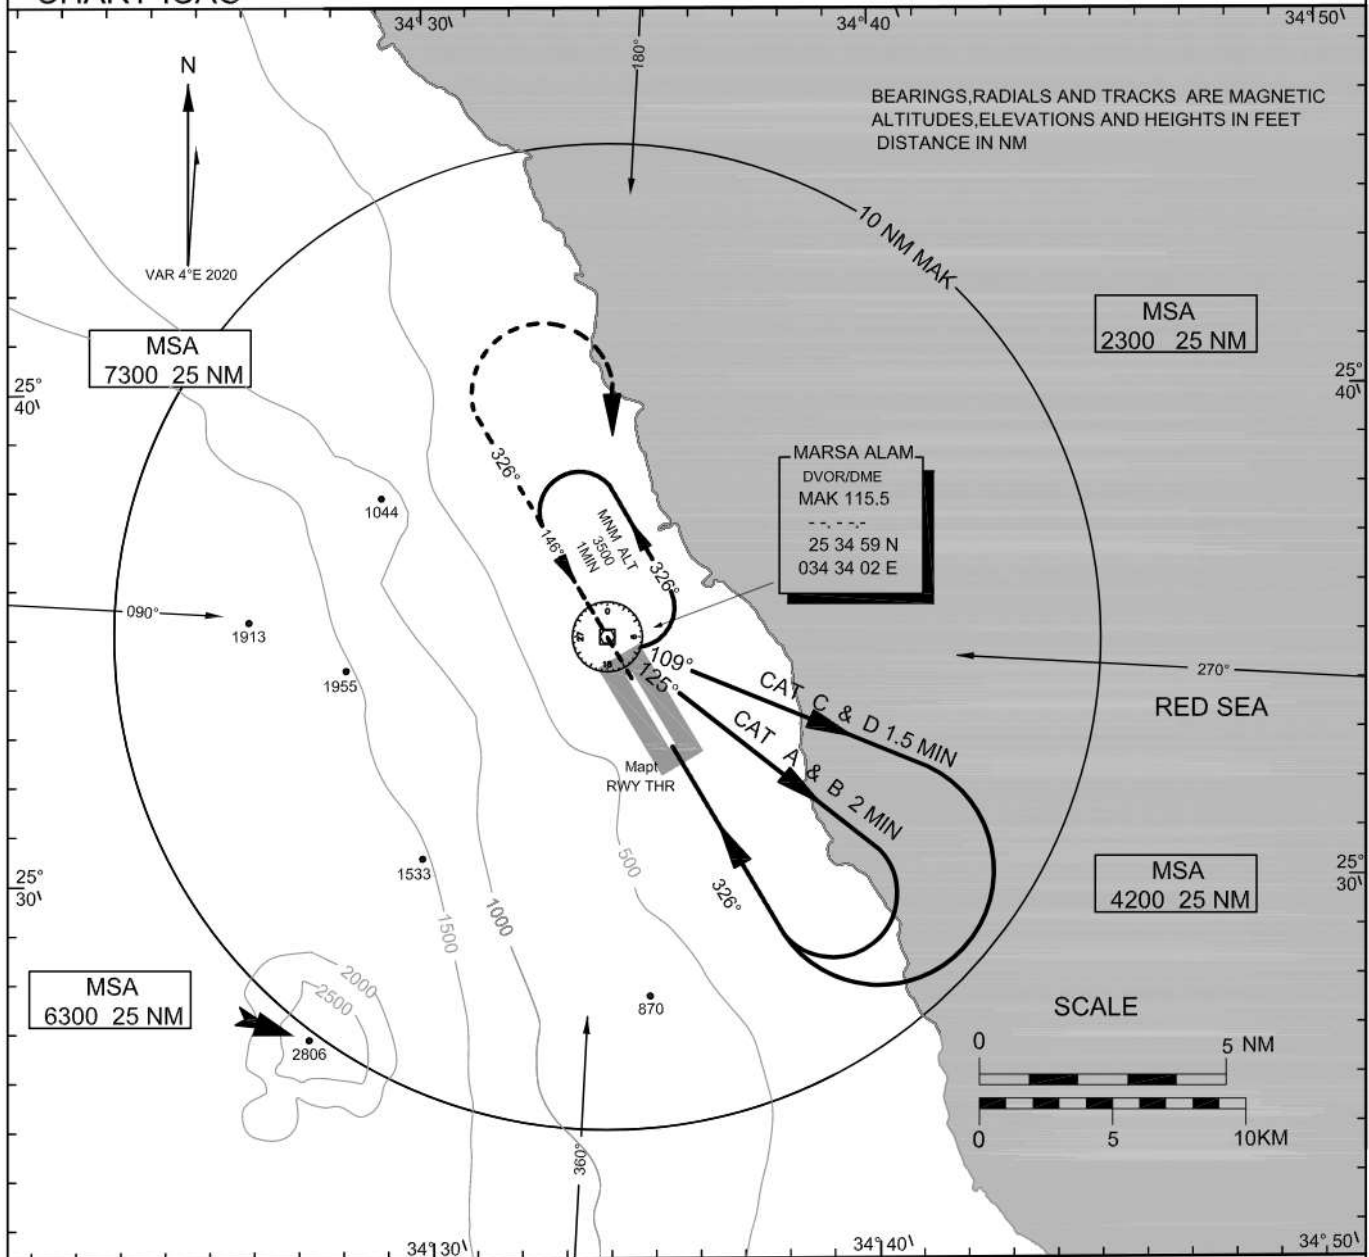 CHART ICAO
34°30\
34°40\
34°50\
180°
N
BEARINGS,RADIALS AND TRACKS ARE MAGNETIC
ALTITUDES,ELEVATIONS AND HEIGHTS IN FEET
DISTANCE IN NM
VAR 4°E 2020
10 NM MAK
MSA
2300 25 NM
MSA
7300 25 NM
25°
40\
25°
40\
326°
MARSA ALAM
DVOR/DME
MAK 115.5
- -. - -.-
25 34 59 N
034 34 02 E
1044
MNM ALT
3500
1MIN
146°
326°
0
9
18
27
090°
1913
1955
109°
125°
270°
RED SEA
CAT C & D 1.5 MIN
CAT A & B 2 MIN
Mapt
RWY THR
1533
500
326°
25°
30\
25°
30\
MSA
4200 25 NM
1500
1000
2000
2500
MSA
6300 25 NM
2806
870
SCALE
0
5 NM
0
5
10KM
360°
34°30\
34°40\
34°50\